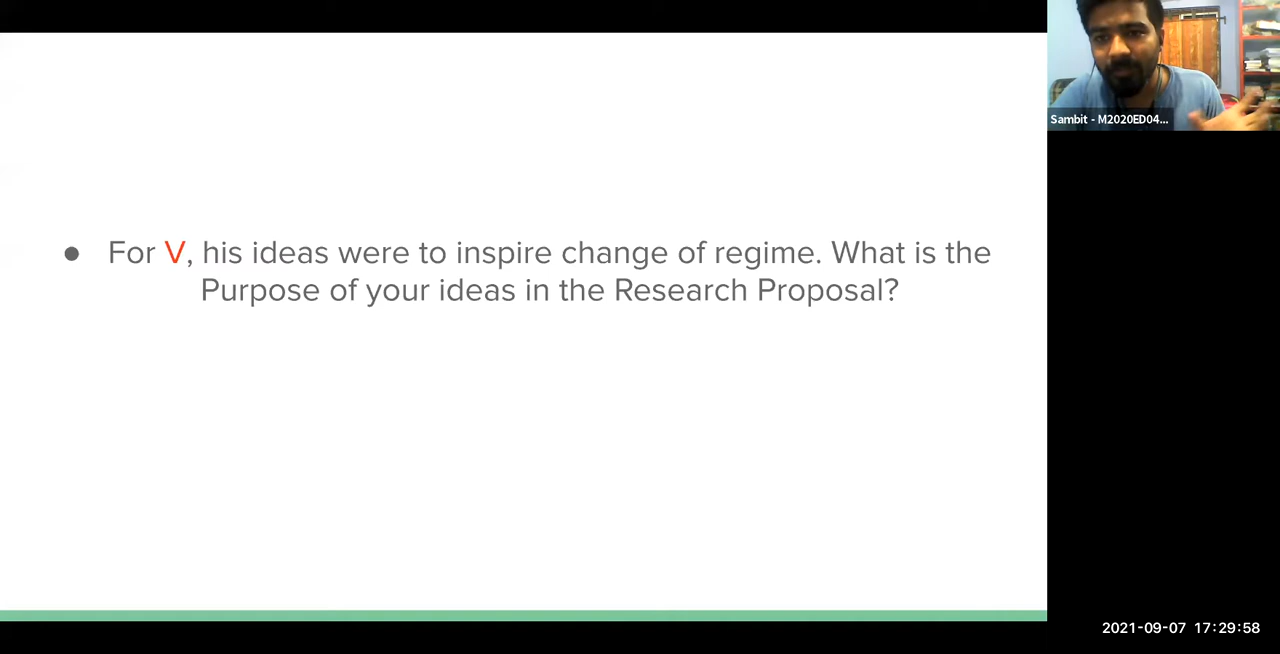 ● For V, his ideas were to inspire change of regime. What is the
Purpose of your ideas in the Research Proposal?
Sambit - M2020ED04...
2021-09-07 17:29:58